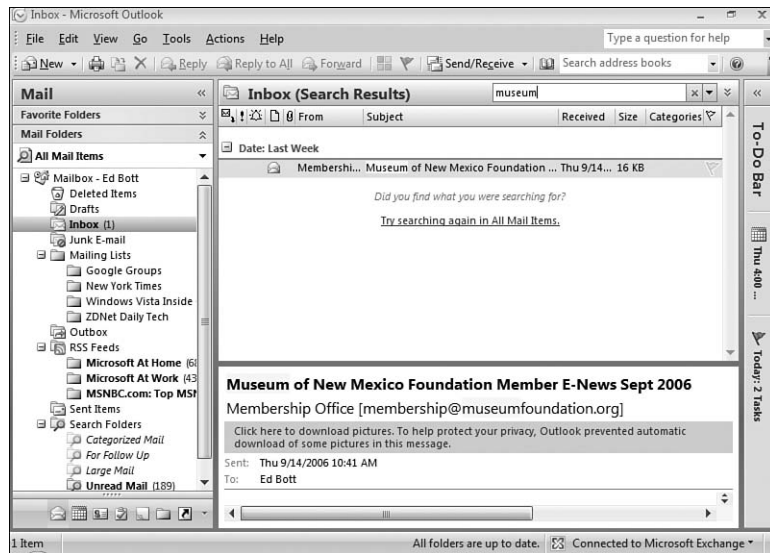 Inbox - Microsoft Outlook
File Edit View Go Tools Actions Help Type a question for help
New Reply Reply to All Forward Send/Receive Search address books
Mail «
Favorite Folders
Mail Folders
All Mail Items
Mailbox - Ed Bott
Deleted Items
Drafts
Inbox (1)
Junk E-mail
Mailing Lists
Google Groups
New York Times
Windows Vista Inside
ZDNet Daily Tech
Outbox
RSS Feeds
Microsoft At Home (6
Microsoft At Work (43
MSNBC.com: Top MS
Sent Items
Search Folders
Categorized Mail
For Follow Up
Large Mail
Unread Mail (189)
Inbox (Search Results) museum
From Subject Received Size Categories
Date: Last Week
Membershi... Museum of New Mexico Foundation ... Thu 9/14... 16 KB
Did you find what you were searching for?
Try searching again in All Mail Items.
Museum of New Mexico Foundation Member E-News Sept 2006
Membership Office [membership@museumfoundation.org]
Click here to download pictures. To help protect your privacy, Outlook prevented automatic
download of some pictures in this message.
Sent: Thu 9/14/2006 10:41 AM
To: Ed Bott
«
To-Do Bar
Thu 4:00 ...
Today: 2 Tasks
1 Item All folders are up to date. Connected to Microsoft Exchange